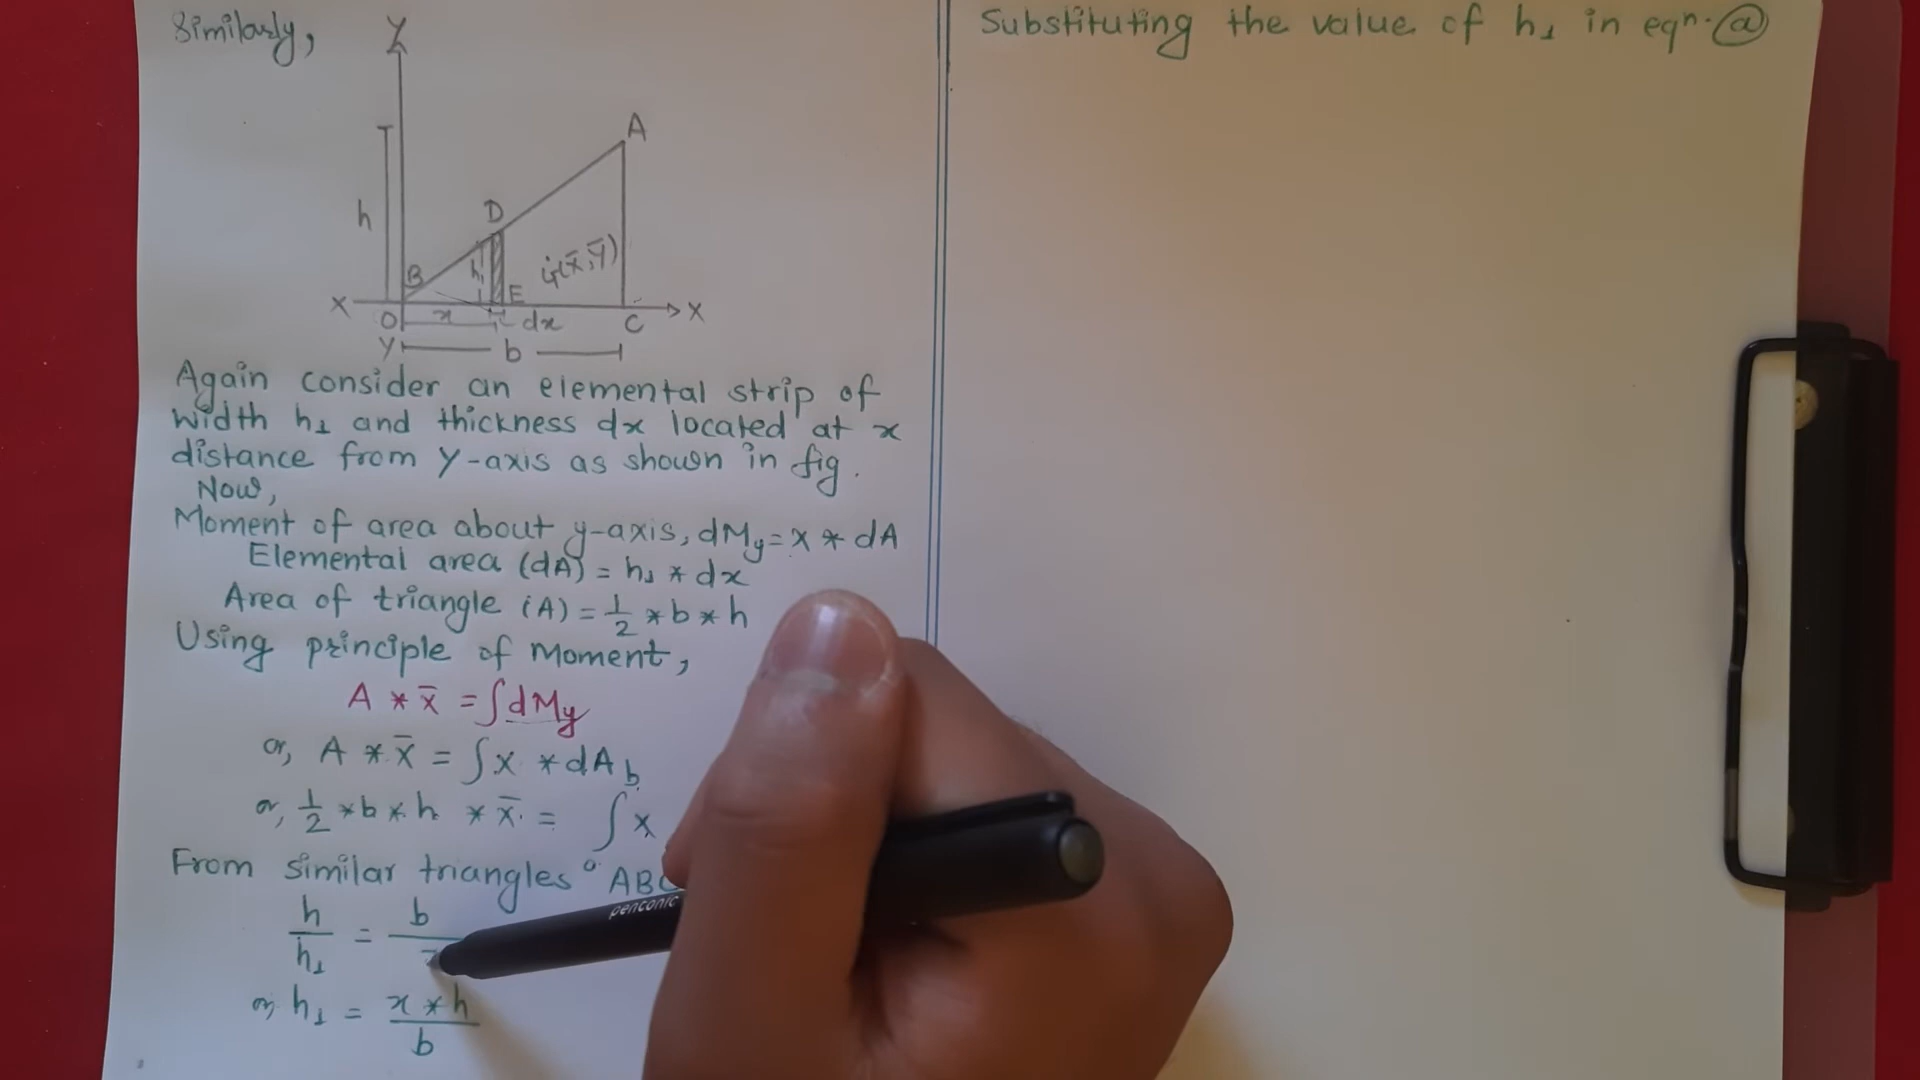 Similarly,
Y
A
h
D
B
h₁
G(x̄,ȳ)
E
X
X
O
x
dx
C
Y
b
Again consider an elemental strip of
width h₁ and thickness dx located at x
distance from Y-axis as shown in fig.
Now,
Moment of area about y-axis, dMy = x * dA
Elemental area (dA) = h₁ * dx
Area of triangle (A) = 1/2 * b * h
Using principle of Moment,
A * x̄ = ∫dMy
or, A * x̄ = ∫x * dA
or, 1/2 * b * h * x̄ = ∫₀ᵇ x
From similar triangles ABC
h/h₁ = b/
or h₁ = x * h/b
Substituting the value of h₁ in eqn. ⓐ
penconic